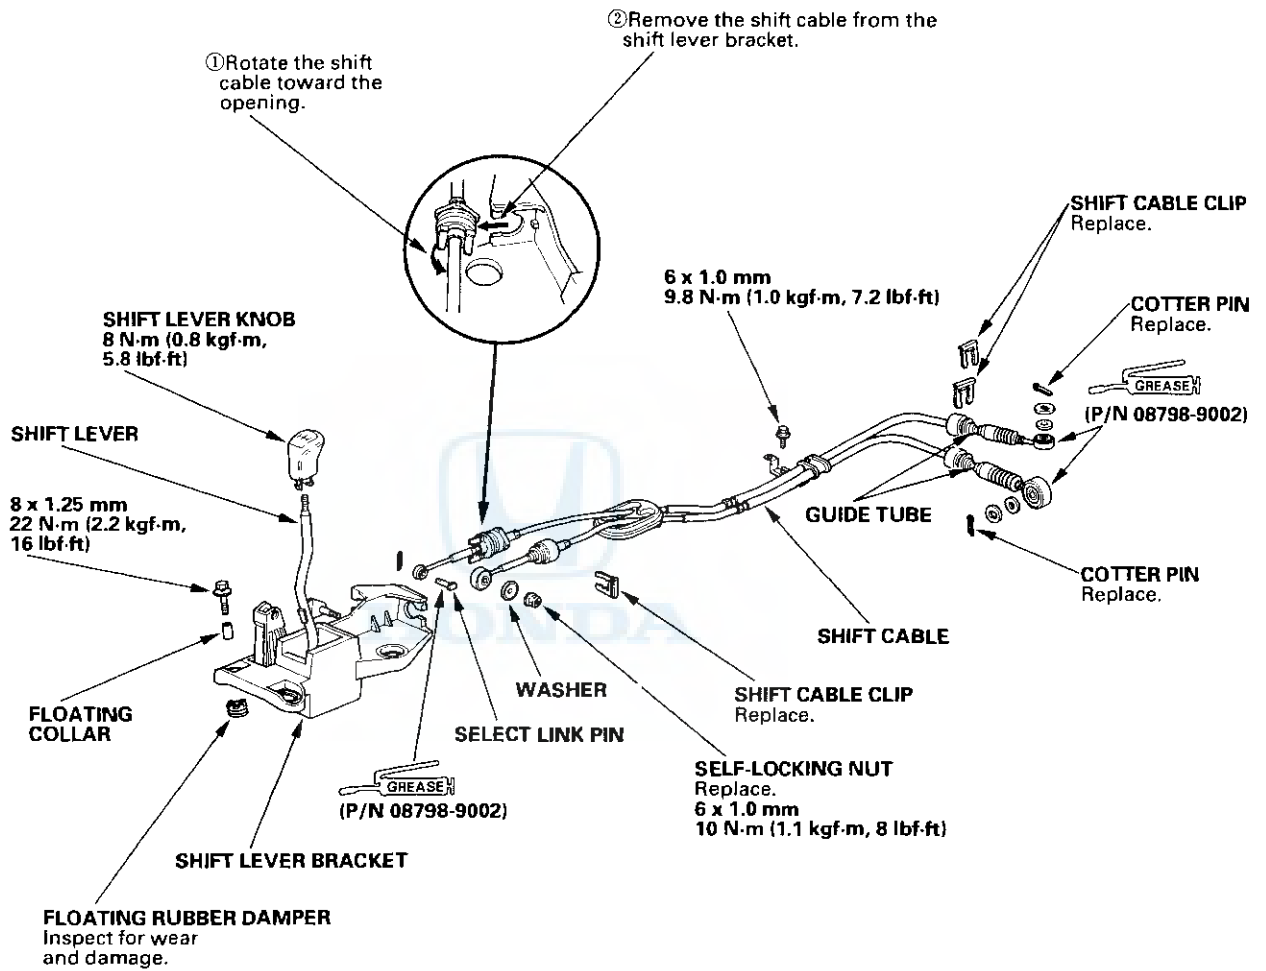 ②Remove the shift cable from the
shift lever bracket.
①Rotate the shift
cable toward the
opening.
SHIFT CABLE CLIP
Replace.
6 x 1.0 mm
9.8 N·m (1.0 kgf·m, 7.2 lbf·ft)
COTTER PIN
Replace.
SHIFT LEVER KNOB
8 N·m (0.8 kgf·m,
5.8 lbf·ft)
GREASE
(P/N 08798-9002)
SHIFT LEVER
8 x 1.25 mm
22 N·m (2.2 kgf·m,
16 lbf·ft)
GUIDE TUBE
COTTER PIN
Replace.
HONDA
SHIFT CABLE
WASHER
SHIFT CABLE CLIP
Replace.
FLOATING
COLLAR
SELECT LINK PIN
SELF-LOCKING NUT
Replace.
6 x 1.0 mm
10 N·m (1.1 kgf·m, 8 lbf·ft)
GREASE
(P/N 08798-9002)
SHIFT LEVER BRACKET
FLOATING RUBBER DAMPER
Inspect for wear
and damage.